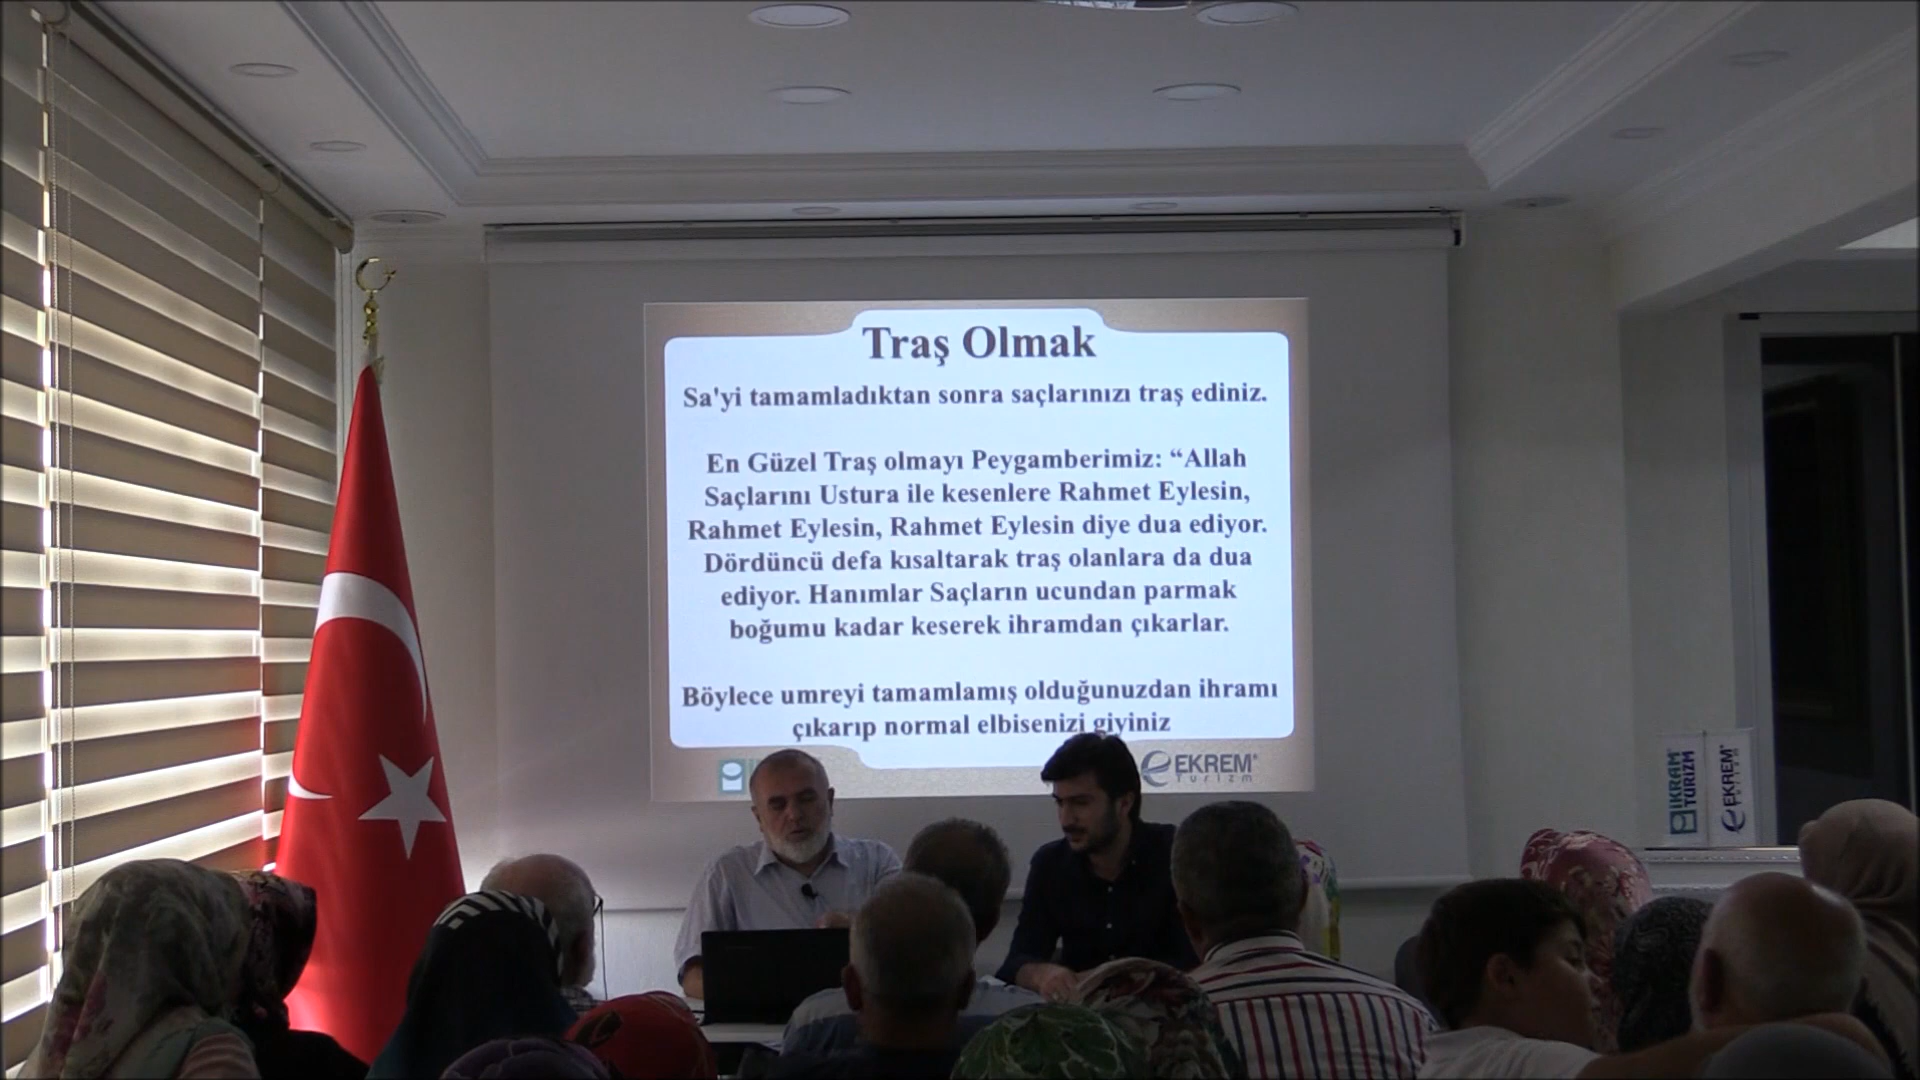 Traş Olmak
Sa'yi tamamladıktan sonra saçlarınızı traş ediniz.
En Güzel Traş olmayı Peygamberimiz: “Allah
Saçlarını Ustura ile kesenlere Rahmet Eylesin,
Rahmet Eylesin, Rahmet Eylesin diye dua ediyor.
Dördüncü defa kısaltarak traş olanlara da dua
ediyor. Hanımlar Saçların ucundan parmak
boğumu kadar keserek ihramdan çıkarlar.
Böylece umreyi tamamlamış olduğunuzdan ihramı
çıkarıp normal elbisenizi giyiniz
EKREM®
Turizm
İKRAM
TURİZM
EKREM